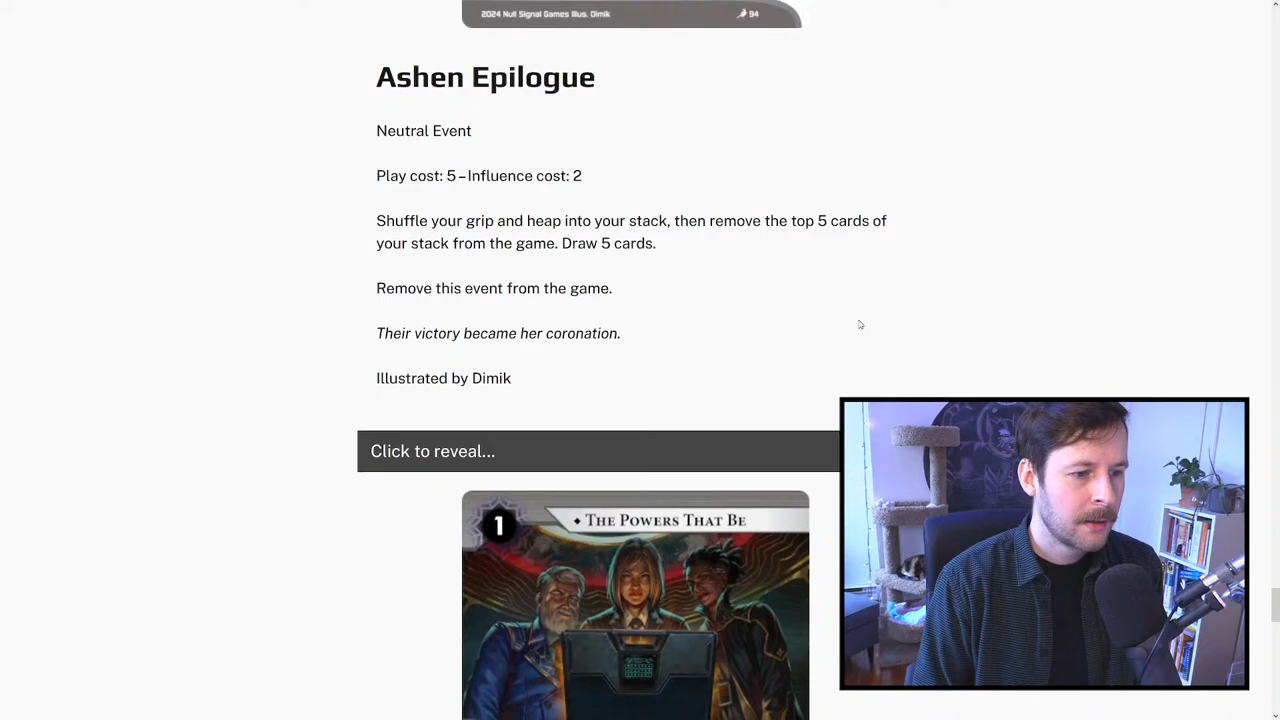 2024 Null Signal Games Illus. Dimik
94
Ashen Epilogue
Neutral Event
Play cost: 5 – Influence cost: 2
Shuffle your grip and heap into your stack, then remove the top 5 cards of
your stack from the game. Draw 5 cards.
Remove this event from the game.
Their victory became her coronation.
Illustrated by Dimik
Click to reveal...
1
The Powers That Be